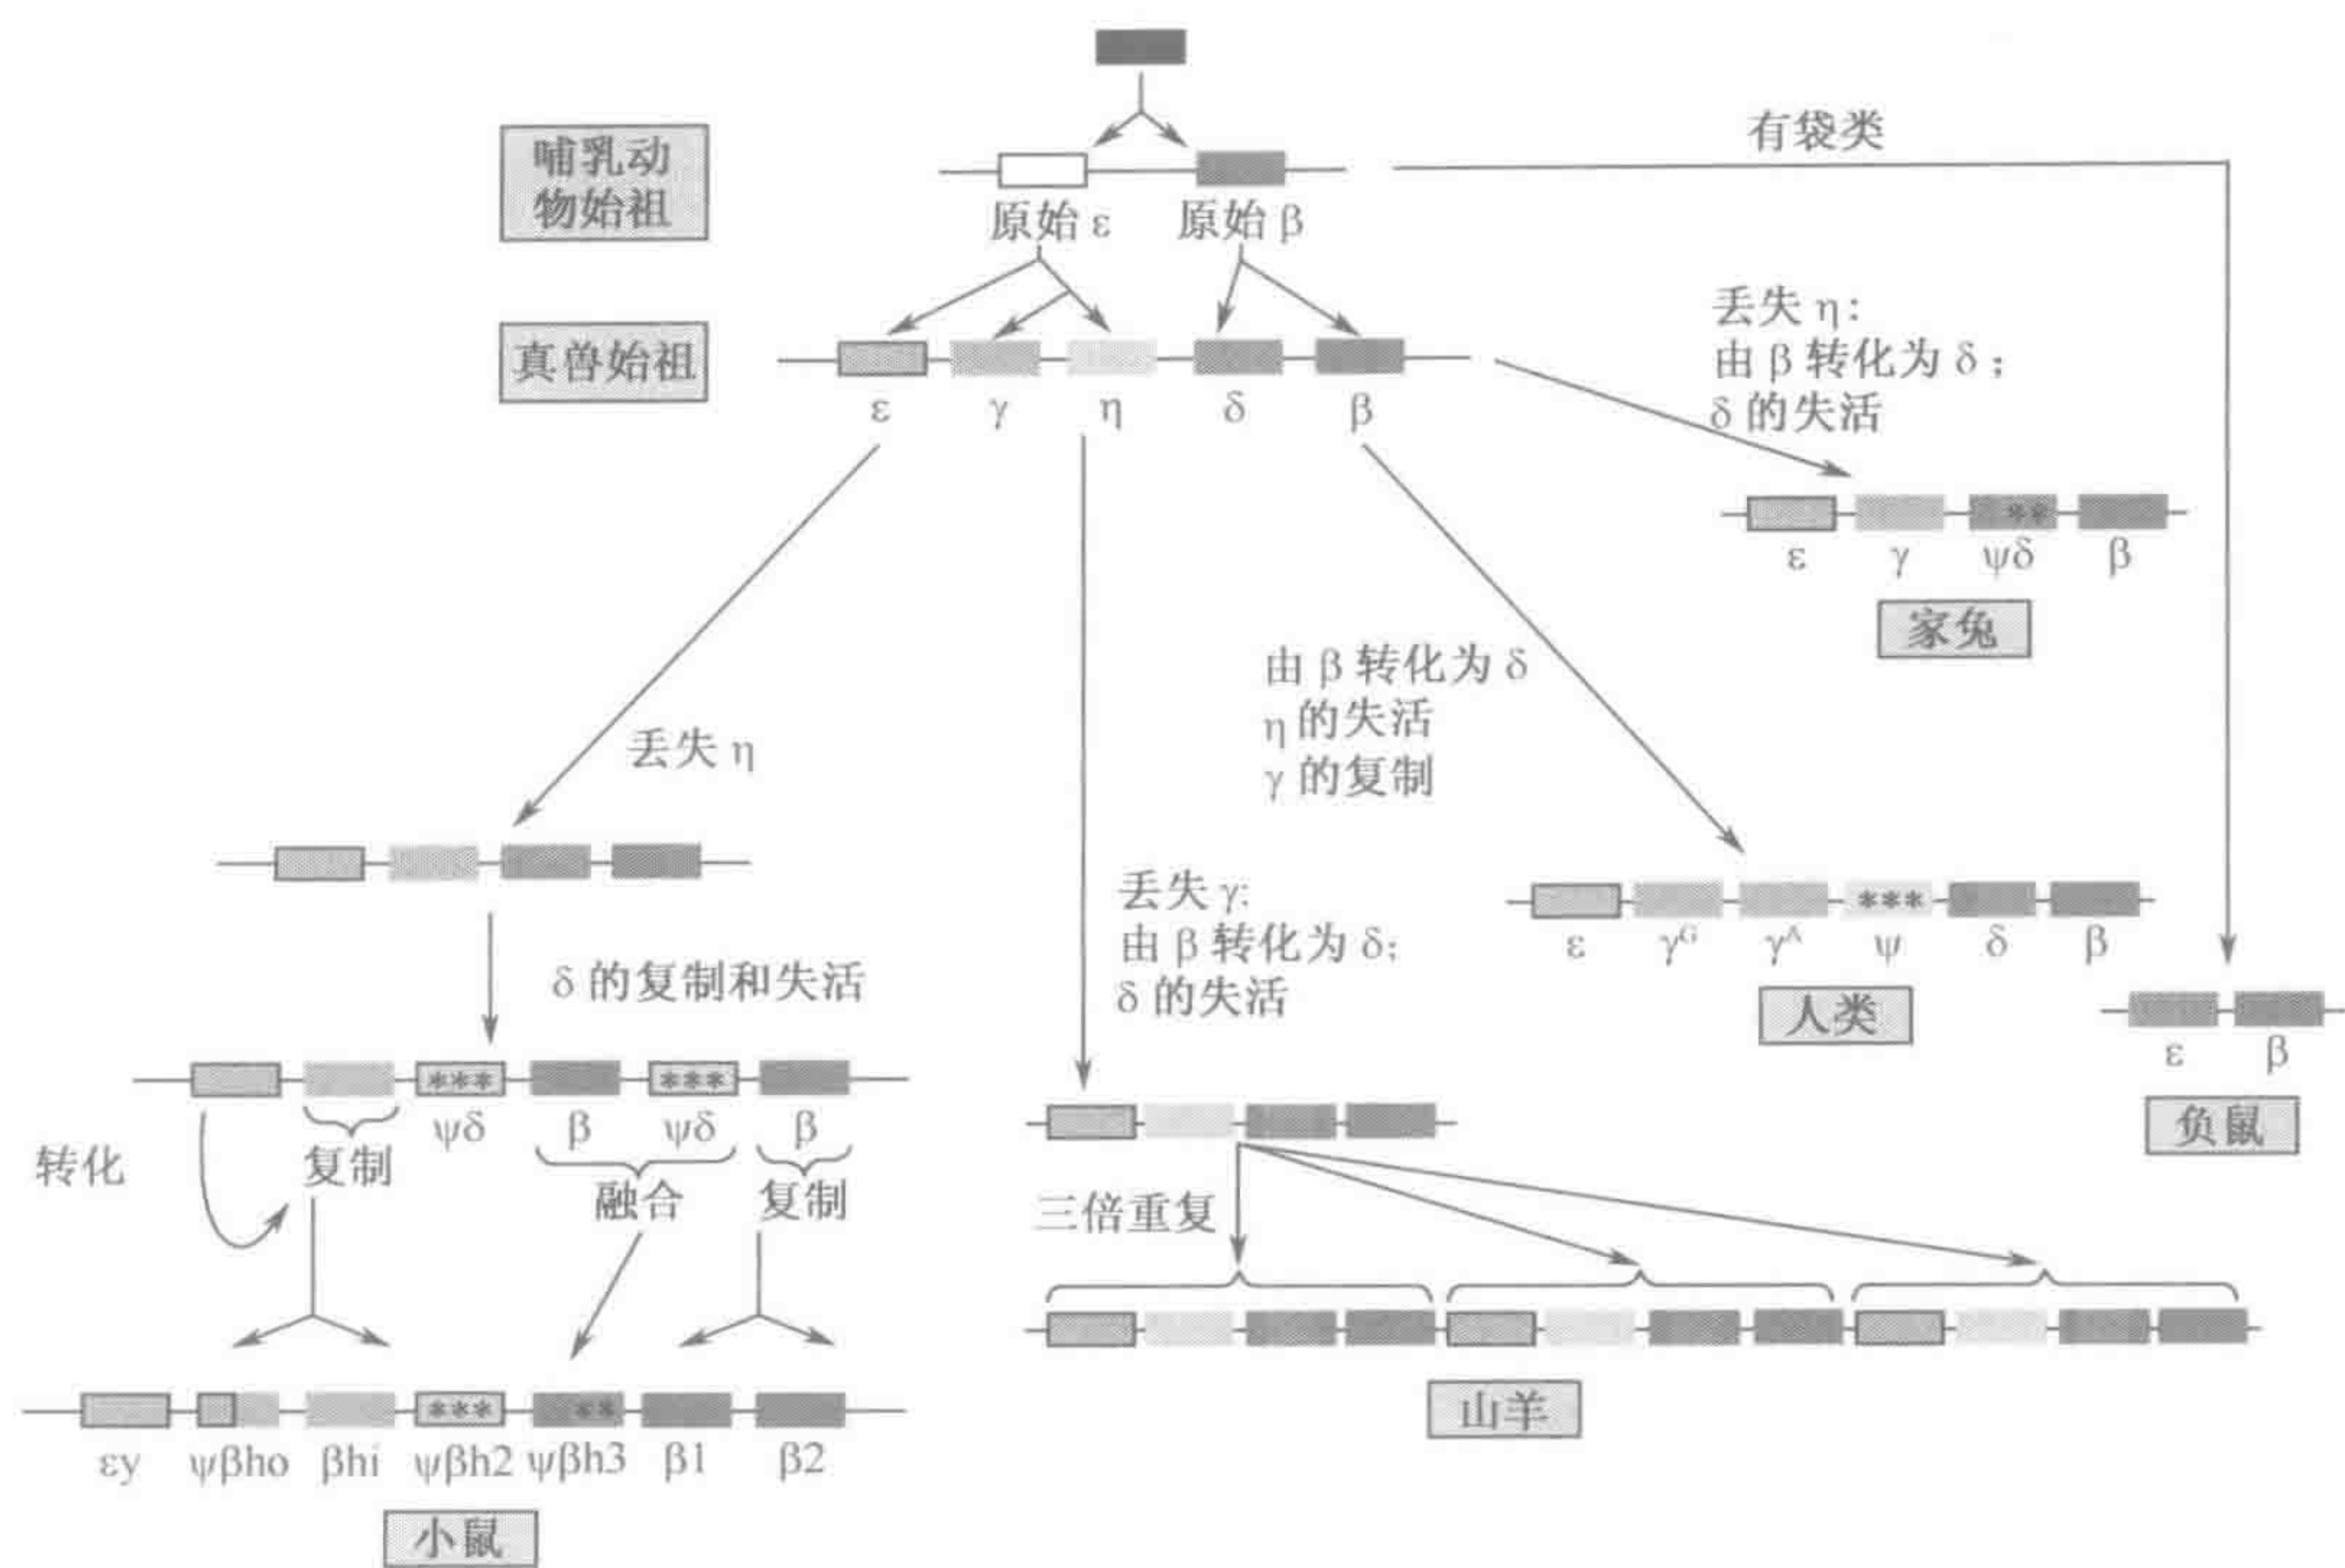 哺乳动
物始祖
有袋类
原始 ε 原始 β
真兽始祖
ε γ η δ β
丢失 η:
由 β 转化为 δ;
δ 的失活
ε γ ψδ β
家兔
丢失 η
由 β 转化为 δ
η 的失活
γ 的复制
丢失 γ:
由 β 转化为 δ;
δ 的失活
ε γᴳ γᴬ ψ δ β
人类
ε β
负鼠
δ 的复制和失活
*** ***
ψδ β ψδ β
转化
复制
融合
复制
三倍重复
εy ψβho βhi ψβh2 ψβh3 β1 β2
小鼠
山羊